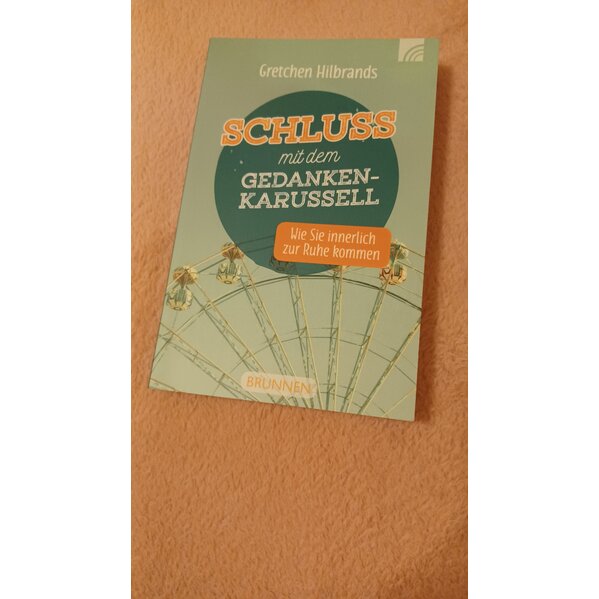 Gretchen Hilbrands
SCHLUSS
mit dem
GEDANKEN-
KARUSSELL
Wie Sie innerlich
zur Ruhe kommen
BRUNNEN